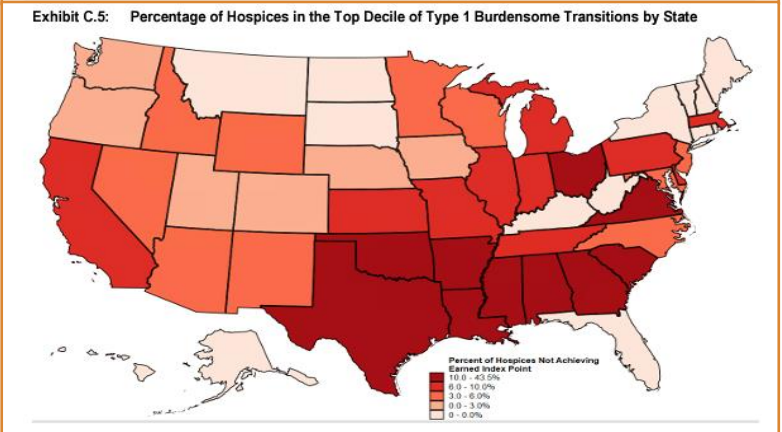 Exhibit C.5: Percentage of Hospices in the Top Decile of Type 1 Burdensome Transitions by State
Percent of Hospices Not Achieving
Earned Index Point
10.0 - 43.5%
6.0 - 10.0%
3.0 - 6.0%
0.0 - 3.0%
0 - 0.0%